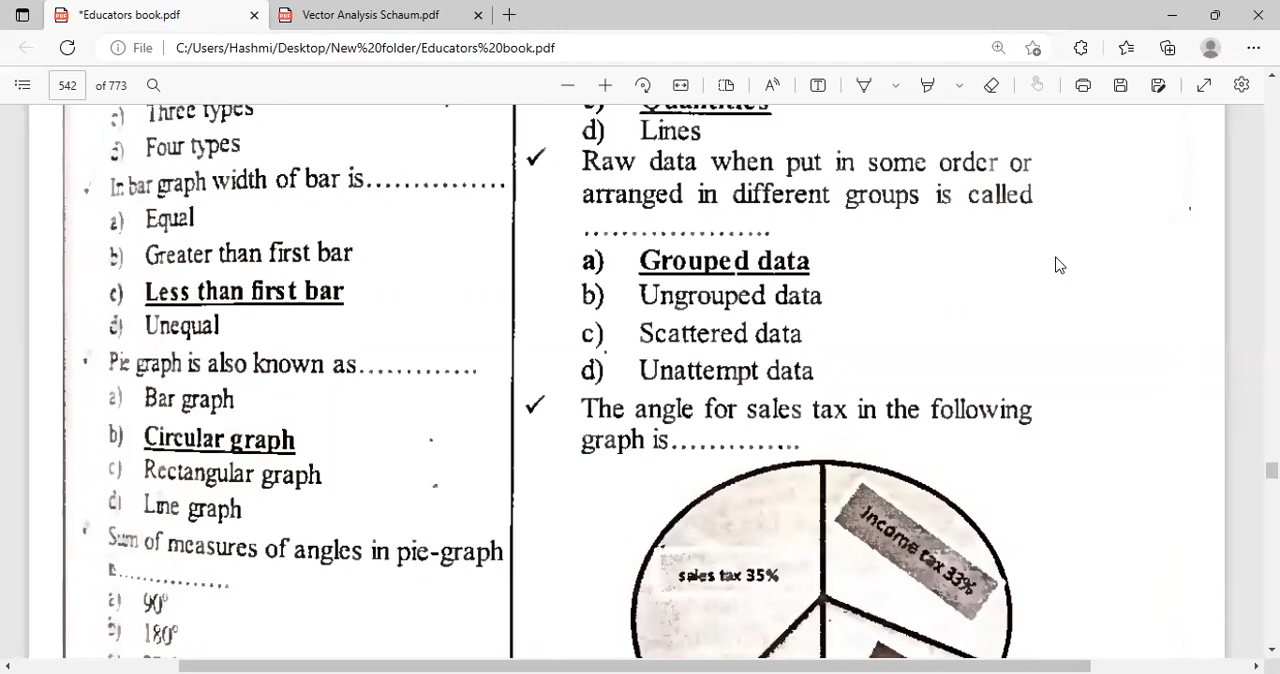 *Educators book.pdf
Vector Analysis Schaum.pdf
File
C:/Users/Hashmi/Desktop/New%20folder/Educators%20book.pdf
542 of 773
c) Three types
d) Four types
In bar graph width of bar is...............
a) Equal
b) Greater than first bar
c) Less than first bar
d) Unequal
Pie graph is also known as.............
a) Bar graph
b) Circular graph
c) Rectangular graph
d) Line graph
Sum of measures of angles in pie-graph
a) 90°
b) 180°
Quantities
d) Lines
✓ Raw data when put in some order or
arranged in different groups is called
...................
a) Grouped data
b) Ungrouped data
c) Scattered data
d) Unattempt data
✓ The angle for sales tax in the following
graph is..............
sales tax 35%
Income tax 33%